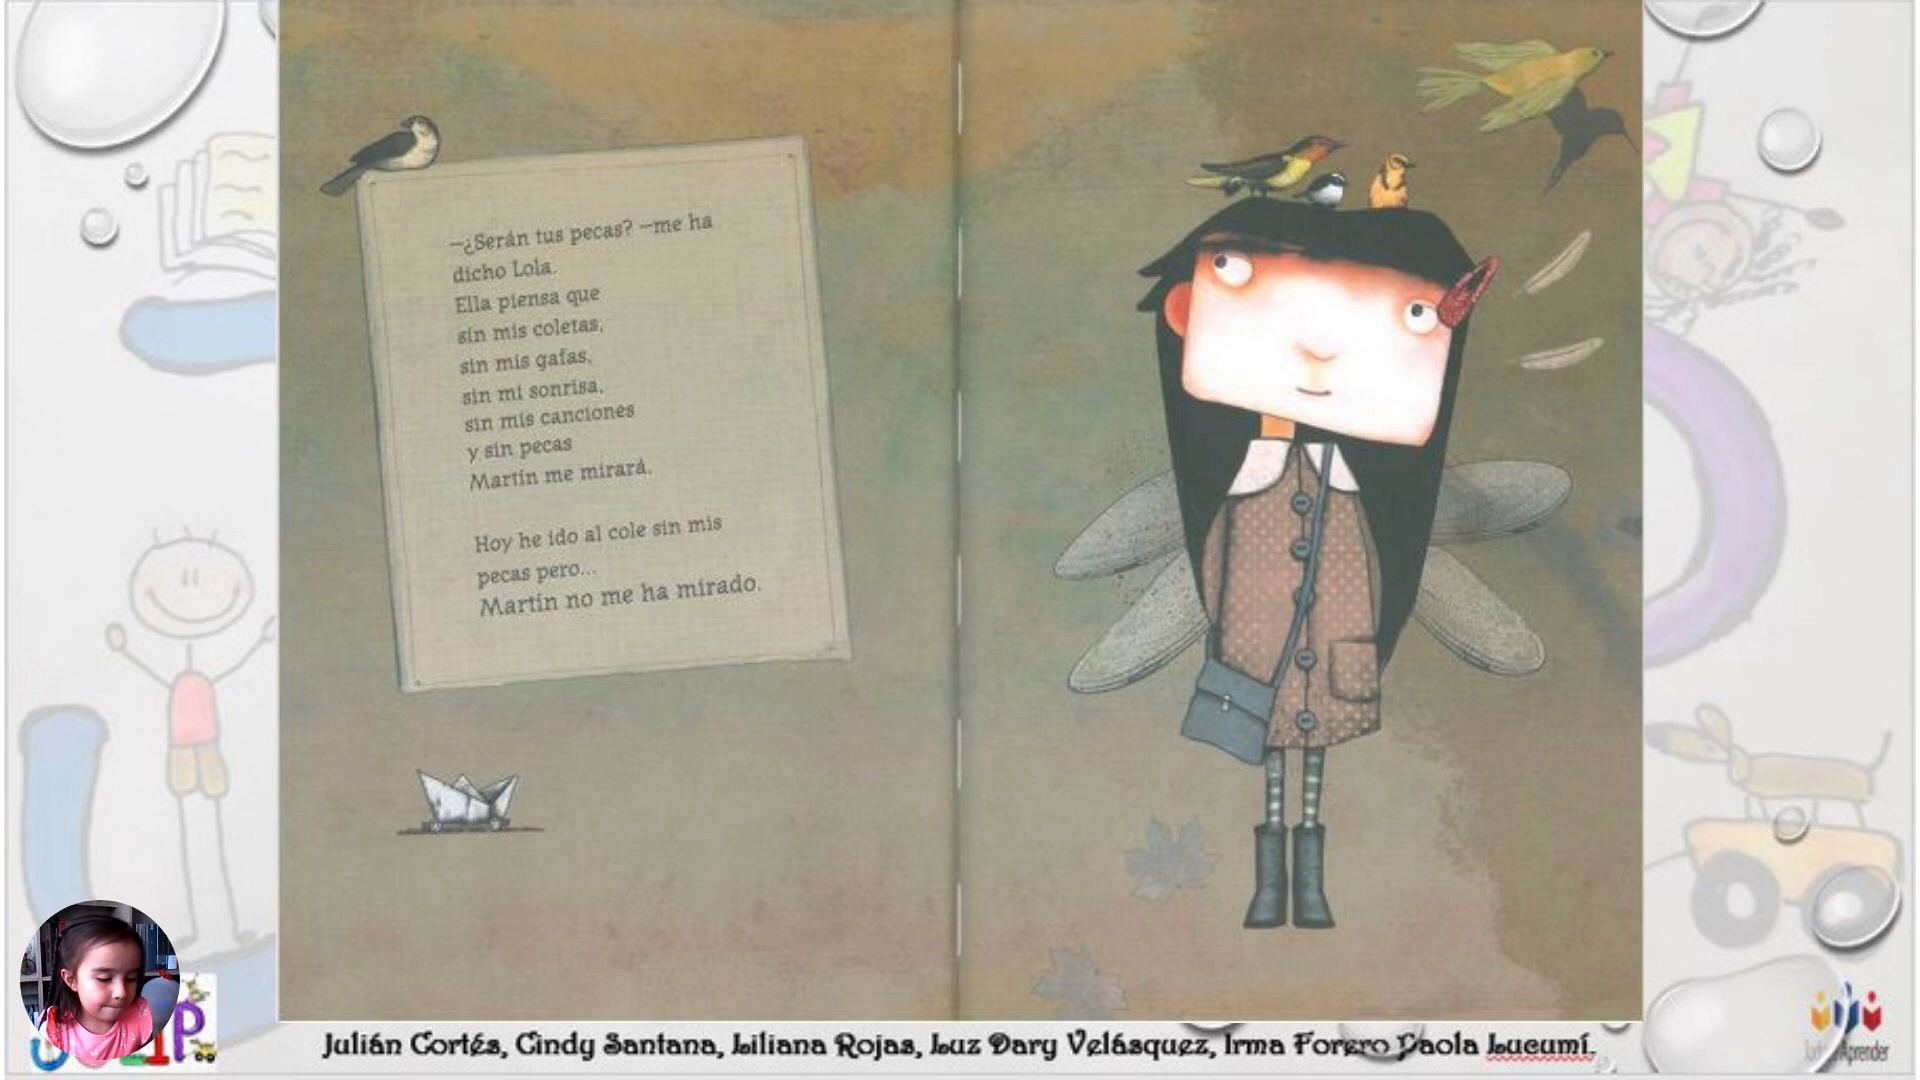 —¿Serán tus pecas? —me ha
dicho Lola.
Ella piensa que
sin mis coletas,
sin mis gafas,
sin mi sonrisa,
sin mis canciones
y sin pecas
Martín me mirará.
Hoy he ido al cole sin mis
pecas pero...
Martín no me ha mirado.
Julián Cortés, Cindy Santana, Liliana Rojas, Luz Dary Velásquez, Irma Forero Paola Lucumí.
Aprender